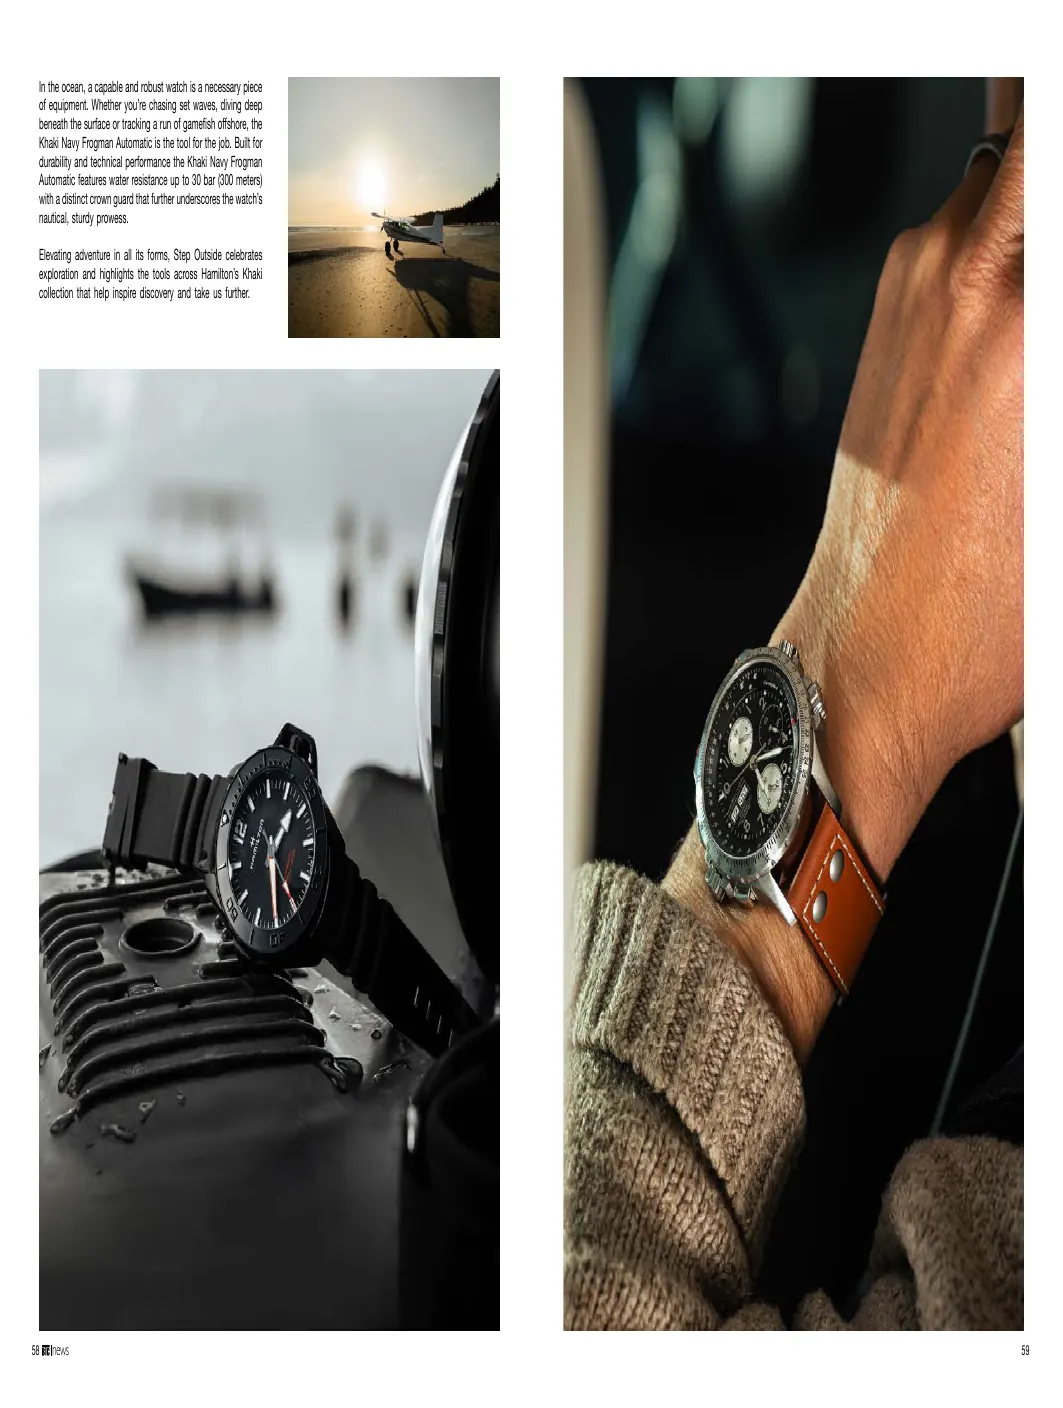 In the ocean, a capable and robust watch is a necessary piece
of equipment. Whether you're chasing set waves, diving deep
beneath the surface or tracking a run of gamefish offshore, the
Khaki Navy Frogman Automatic is the tool for the job. Built for
durability and technical performance the Khaki Navy Frogman
Automatic features water resistance up to 30 bar (300 meters)
with a distinct crown guard that further underscores the watch's
nautical, sturdy prowess.
Elevating adventure in all its forms, Step Outside celebrates
exploration and highlights the tools across Hamilton's Khaki
collection that help inspire discovery and take us further.
HAMILTON
12
58
news
59